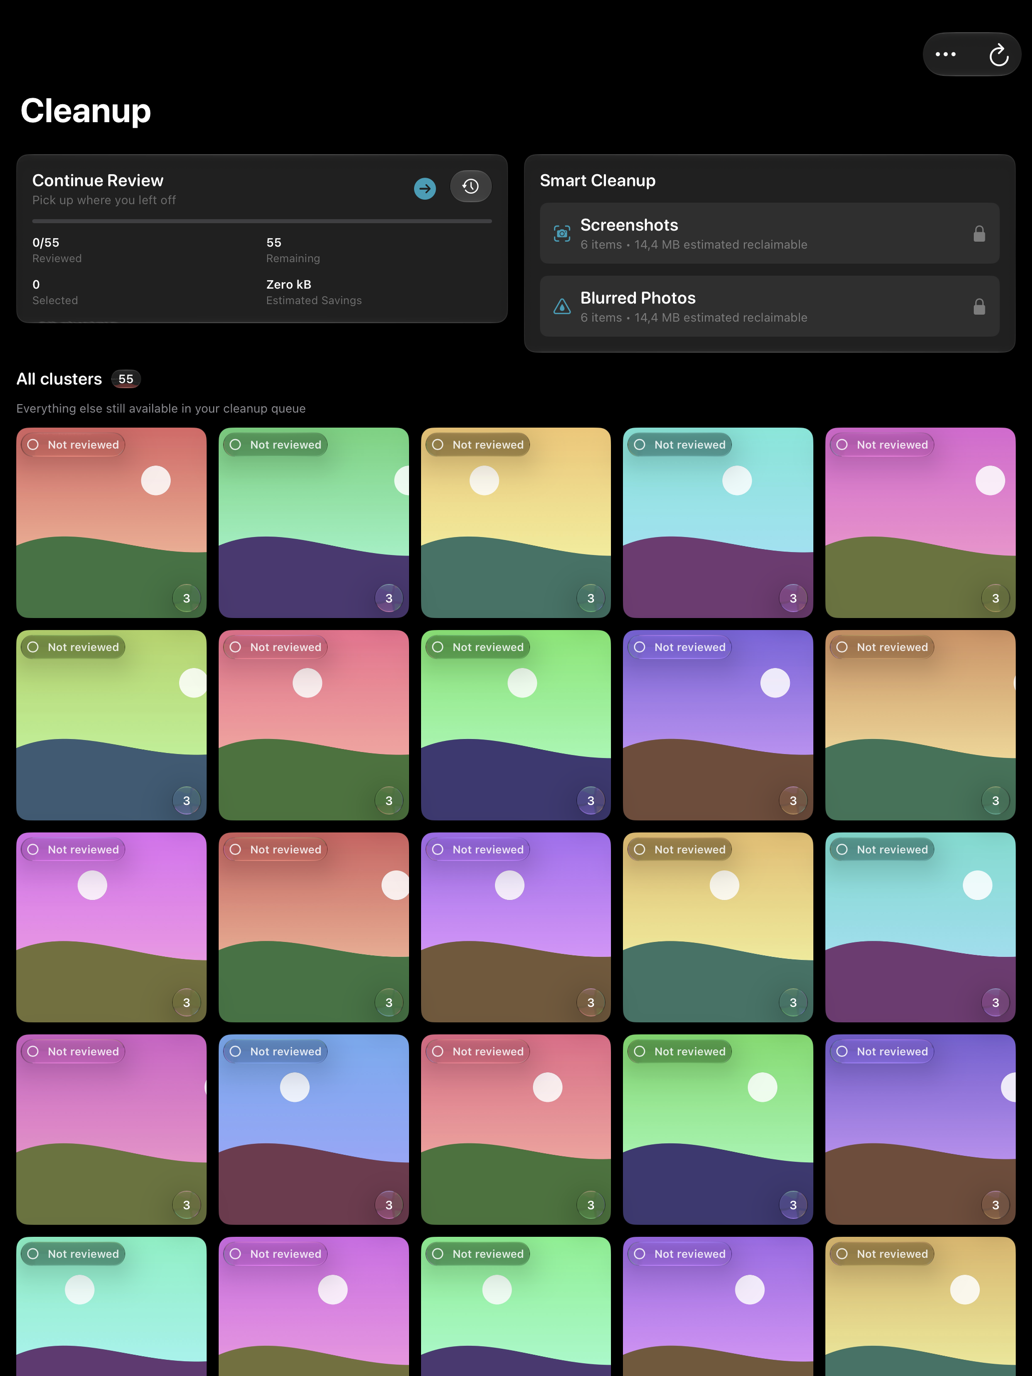 Cleanup
Continue Review
Pick up where you left off
0/55
Reviewed
55
Remaining
0
Selected
Zero kB
Estimated Savings
Smart Cleanup
Screenshots
6 items • 14,4 MB estimated reclaimable
Blurred Photos
6 items • 14,4 MB estimated reclaimable
All clusters 55
Everything else still available in your cleanup queue
Not reviewed
3
Not reviewed
3
Not reviewed
3
Not reviewed
3
Not reviewed
3
Not reviewed
3
Not reviewed
3
Not reviewed
3
Not reviewed
3
Not reviewed
3
Not reviewed
3
Not reviewed
3
Not reviewed
3
Not reviewed
3
Not reviewed
3
Not reviewed
3
Not reviewed
3
Not reviewed
3
Not reviewed
3
Not reviewed
3
Not reviewed
Not reviewed
Not reviewed
Not reviewed
Not reviewed